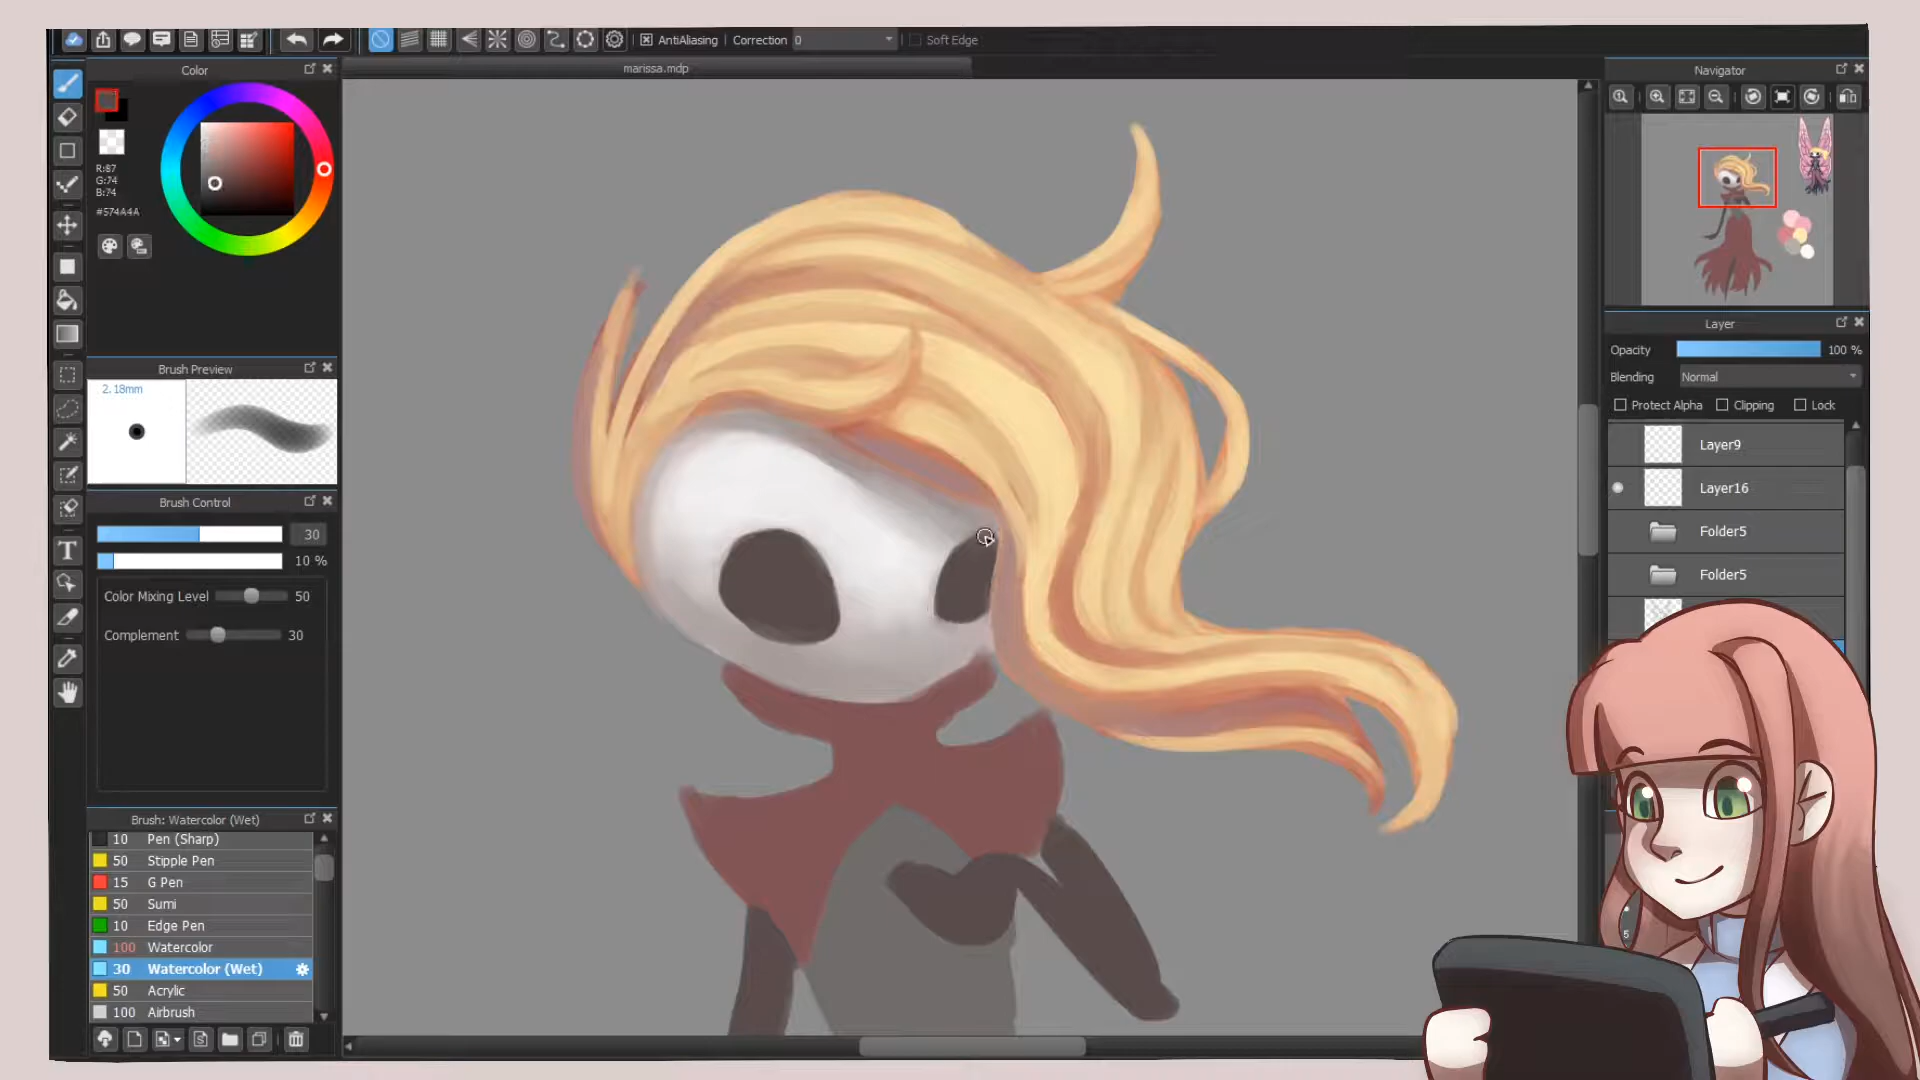 AntiAliasing Correction 0 Soft Edge
Color
marissa.mdp
Navigator
R:87
G:74
B:74
#574A4A
Layer
Opacity 100 %
Blending Normal
Protect Alpha Clipping Lock
Brush Preview
2.18mm
Layer9
Layer16
Brush Control
30
10 %
Folder5
Folder5
Color Mixing Level 50
Complement 30
Brush: Watercolor (Wet)
10 Pen (Sharp)
50 Stipple Pen
15 G Pen
50 Sumi
10 Edge Pen
100 Watercolor
30 Watercolor (Wet)
50 Acrylic
100 Airbrush
T
5